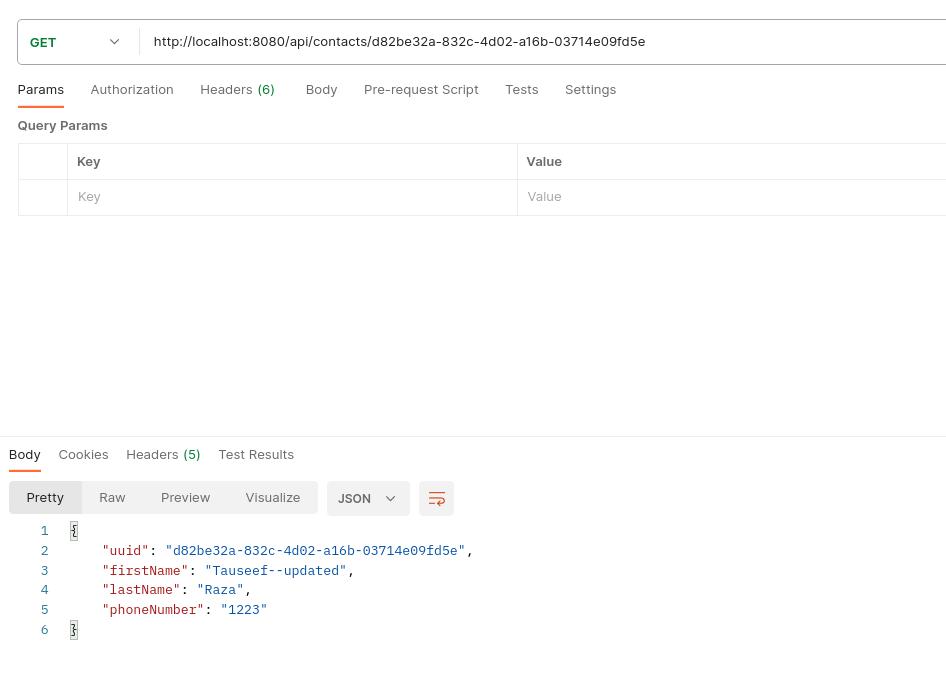 GET http://localhost:8080/api/contacts/d82be32a-832c-4d02-a16b-03714e09fd5e
Params Authorization Headers (6) Body Pre-request Script Tests Settings
Query Params
Key Value
Key Value
Body Cookies Headers (5) Test Results
Pretty Raw Preview Visualize JSON
1 {
2 "uuid": "d82be32a-832c-4d02-a16b-03714e09fd5e",
3 "firstName": "Tauseef--updated",
4 "lastName": "Raza",
5 "phoneNumber": "1223"
6 }